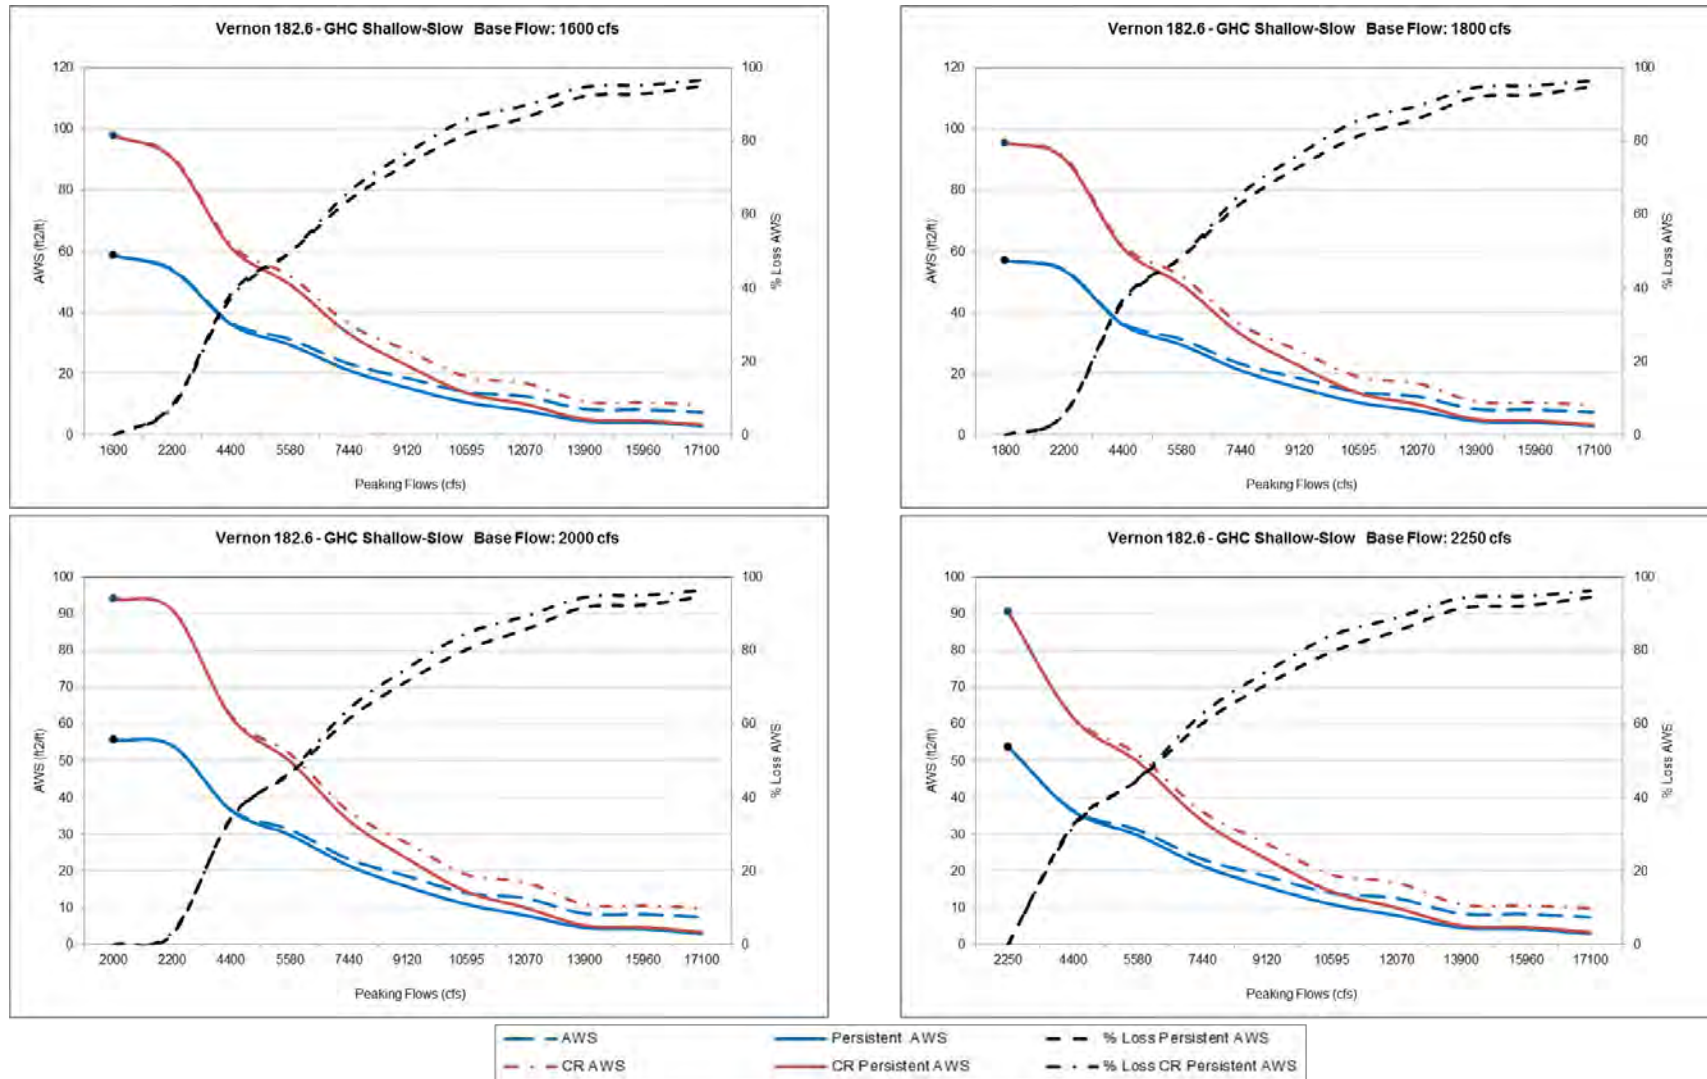 Vernon 182.6 - GHC Shallow-Slow Base Flow: 1600 cfs
120
100
80
60
40
20
0
AWS (ft2/ft)
100
80
60
40
20
0
% Loss AWS
1600 2200 4400 5580 7440 9120 10595 12070 13900 15960 17100
Peaking Flows (cfs)
Vernon 182.6 - GHC Shallow-Slow Base Flow: 1800 cfs
120
100
80
60
40
20
0
AWS (ft2/ft)
100
80
60
40
20
0
% Loss AWS
1800 2200 4400 5580 7440 9120 10595 12070 13900 15960 17100
Peaking Flows (cfs)
Vernon 182.6 - GHC Shallow-Slow Base Flow: 2000 cfs
100
90
80
70
60
50
40
30
20
10
0
AWS (ft2/ft)
100
80
60
40
20
0
% Loss AWS
2000 2200 4400 5580 7440 9120 10595 12070 13900 15960 17100
Peaking Flows (cfs)
Vernon 182.6 - GHC Shallow-Slow Base Flow: 2250 cfs
100
90
80
70
60
50
40
30
20
10
0
AWS (ft2/ft)
100
80
60
40
20
0
% Loss AWS
2250 4400 5580 7440 9120 10595 12070 13900 15960 17100
Peaking Flows (cfs)
AWS Persistent AWS % Loss Persistent AWS
CR AWS CR Persistent AWS % Loss CR Persistent AWS